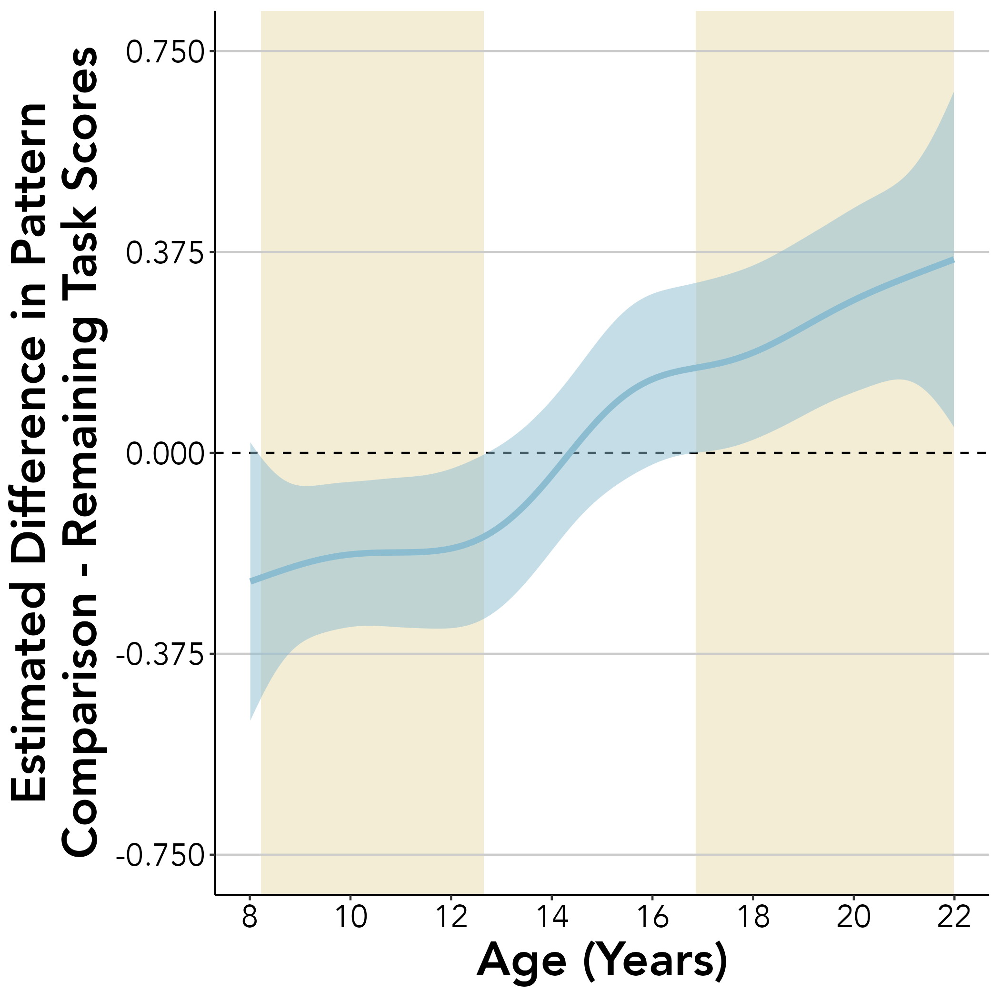 Estimated Difference in Pattern
Comparison - Remaining Task Scores
0.750
0.375
0.000
-0.375
-0.750
8 10 12 14 16 18 20 22
Age (Years)